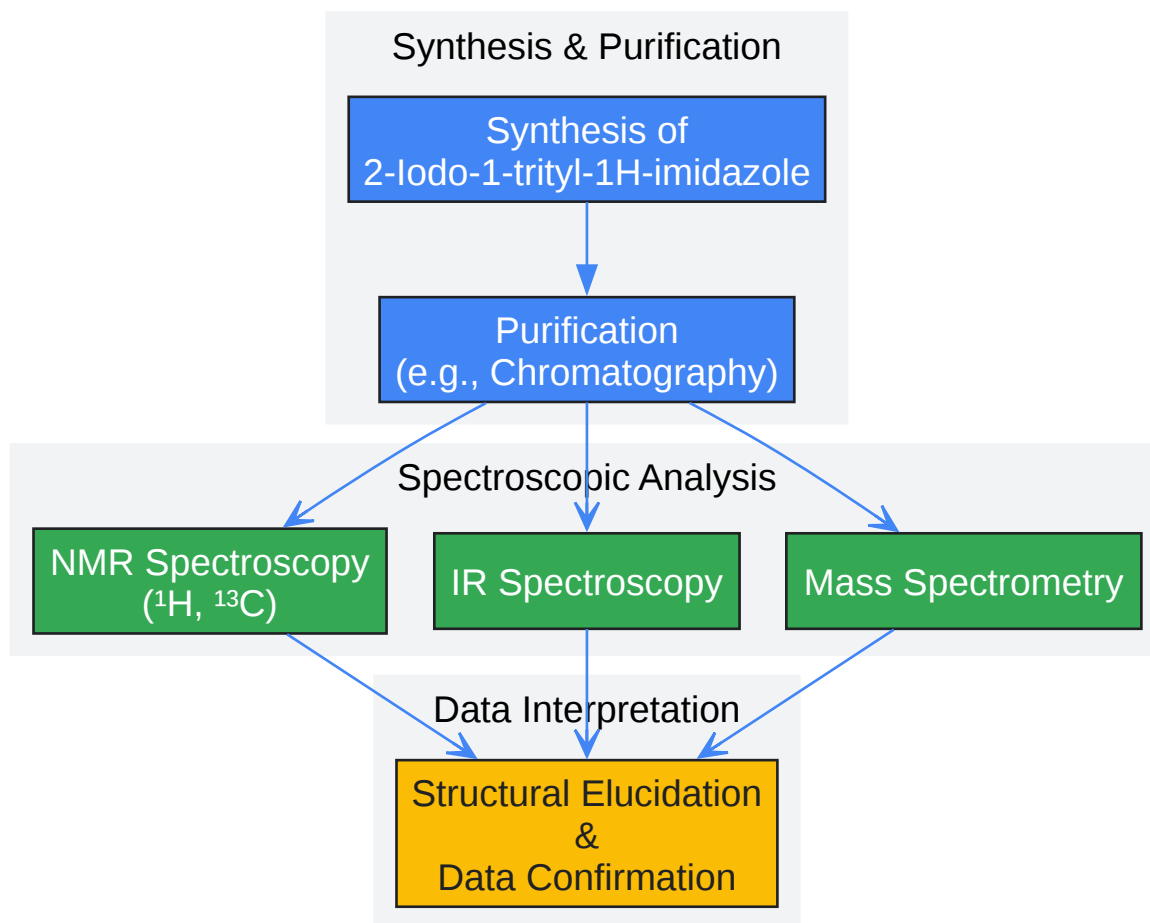 Synthesis & Purification
Synthesis of
2-Iodo-1-trityl-1H-imidazole
Purification
(e.g., Chromatography)
Spectroscopic Analysis
NMR Spectroscopy
(¹H, ¹³C)
IR Spectroscopy
Mass Spectrometry
Data Interpretation
Structural Elucidation
&
Data Confirmation